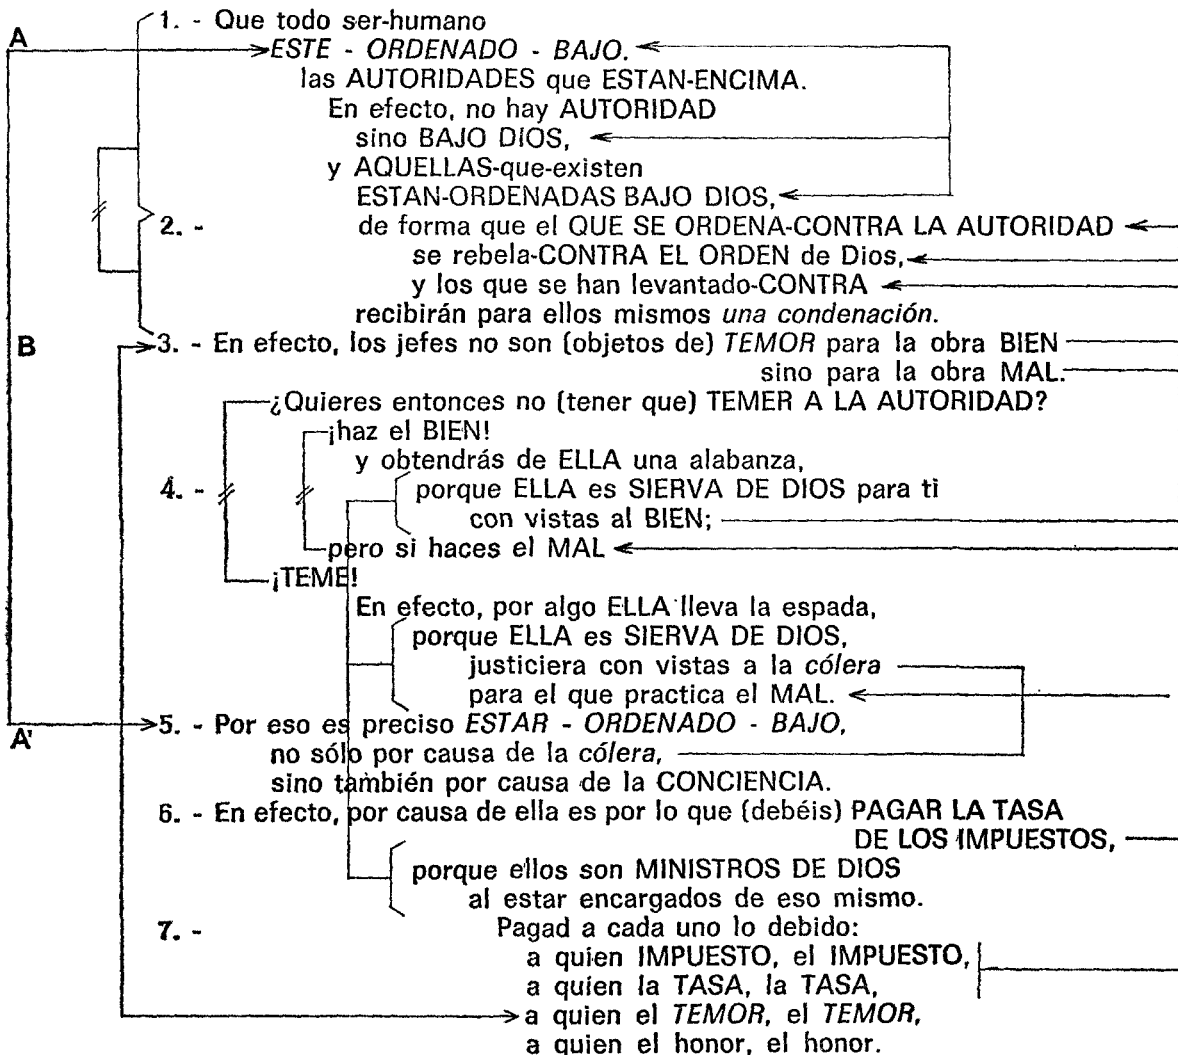 A
1. - Que todo ser-humano
ESTE - ORDENADO - BAJO.
las AUTORIDADES que ESTAN-ENCIMA.
En efecto, no hay AUTORIDAD
sino BAJO DIOS,
y AQUELLAS-que-existen
ESTAN-ORDENADAS BAJO DIOS,
2. - de forma que el QUE SE ORDENA-CONTRA LA AUTORIDAD
se rebela-CONTRA EL ORDEN de Dios,
y los que se han levantado-CONTRA
recibirán para ellos mismos una condenación.
B
3. - En efecto, los jefes no son (objetos de) TEMOR para la obra BIEN
sino para la obra MAL.
¿Quieres entonces no (tener que) TEMER A LA AUTORIDAD?
¡haz el BIEN!
y obtendrás de ELLA una alabanza,
4. - porque ELLA es SIERVA DE DIOS para ti
con vistas al BIEN;
pero si haces el MAL
¡TEME!
En efecto, por algo ELLA lleva la espada,
porque ELLA es SIERVA DE DIOS,
justiciera con vistas a la cólera
para el que practica el MAL.
A'
5. - Por eso es preciso ESTAR - ORDENADO - BAJO,
no sólo por causa de la cólera,
sino también por causa de la CONCIENCIA.
6. - En efecto, por causa de ella es por lo que (debéis) PAGAR LA TASA
DE LOS IMPUESTOS,
porque ellos son MINISTROS DE DIOS
al estar encargados de eso mismo.
7. - Pagad a cada uno lo debido:
a quien IMPUESTO, el IMPUESTO,
a quien la TASA, la TASA,
a quien el TEMOR, el TEMOR,
a quien el honor, el honor.